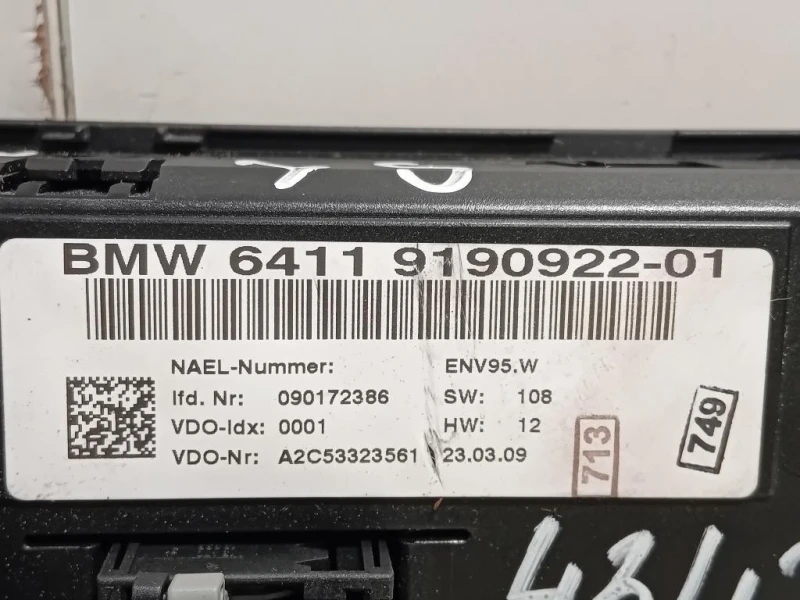 BMW 6411 9190922-01
NAEL-Nummer: ENV95.W
lfd. Nr: 090172386 SW: 108
VDO-Idx: 0001 HW: 12
VDO-Nr: A2C53323561 23.03.09
713
749